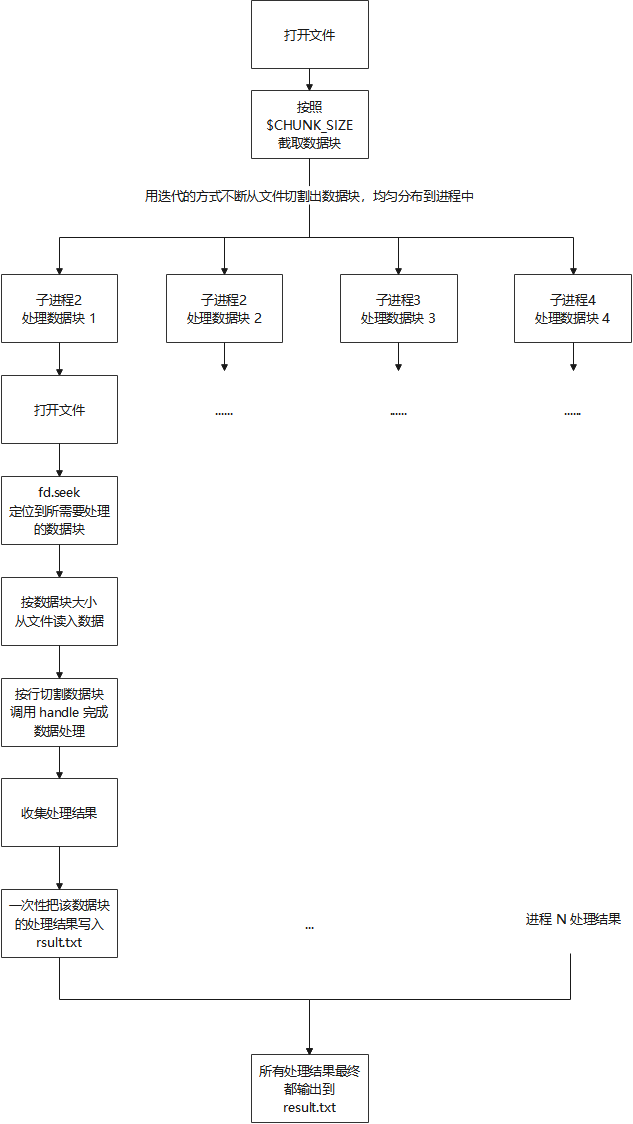 打开文件
按照
$CHUNK_SIZE
截取数据块
用迭代的方式不断从文件切割出数据块，均匀分布到进程中
子进程2
处理数据块 1
子进程2
处理数据块 2
子进程3
处理数据块 3
子进程4
处理数据块 4
打开文件
......
......
......
fd.seek
定位到所需要处理
的数据块
按数据块大小
从文件读入数据
按行切割数据块
调用 handle 完成
数据处理
收集处理结果
一次性把该数据块
的处理结果写入
rsult.txt
...
进程 N 处理结果
所有处理结果最终
都输出到
result.txt